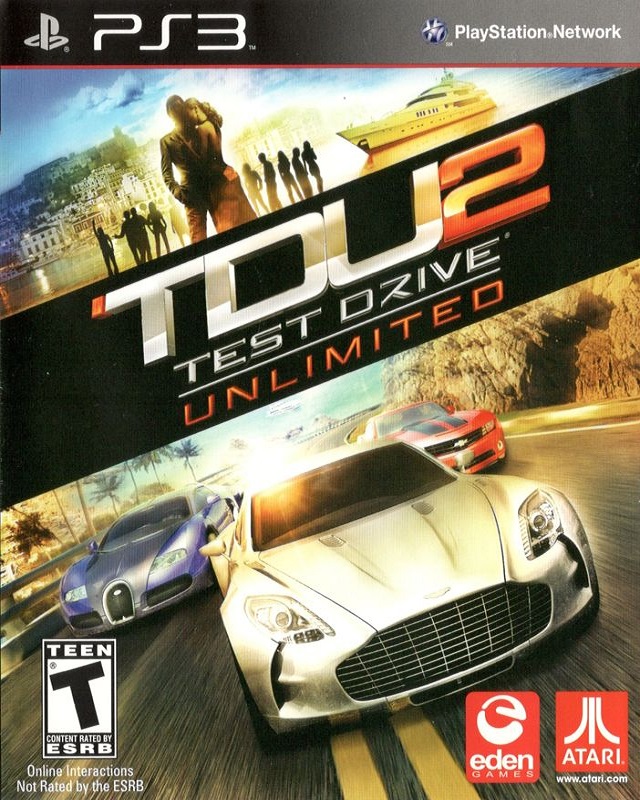 PS3™
PlayStation®Network
TDU2
TEST DRIVE®
UNLIMITED
TEEN
T®
CONTENT RATED BY
ESRB
Online Interactions
Not Rated by the ESRB
e
eden
GAMES
ATARI®
www.atari.com